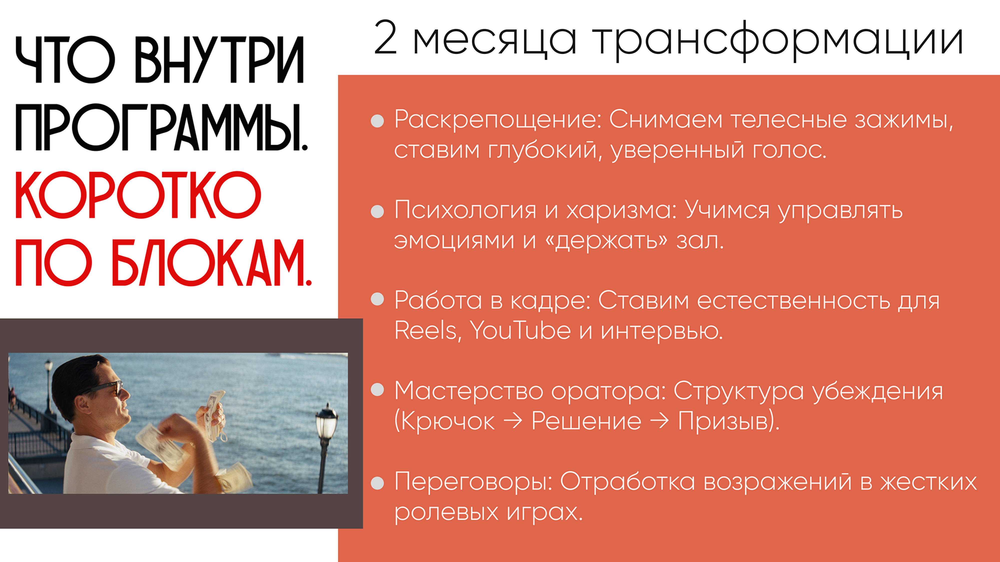 ЧТО ВНУТРИ
ПРОГРАММЫ.
КОРОТКО
ПО БЛОКАМ.
2 месяца трансформации
Раскрепощение: Снимаем телесные зажимы,
ставим глубокий, уверенный голос.
Психология и харизма: Учимся управлять
эмоциями и «держать» зал.
Работа в кадре: Ставим естественность для
Reels, YouTube и интервью.
Мастерство оратора: Структура убеждения
(Крючок → Решение → Призыв).
Переговоры: Отработка возражений в жестких
ролевых играх.